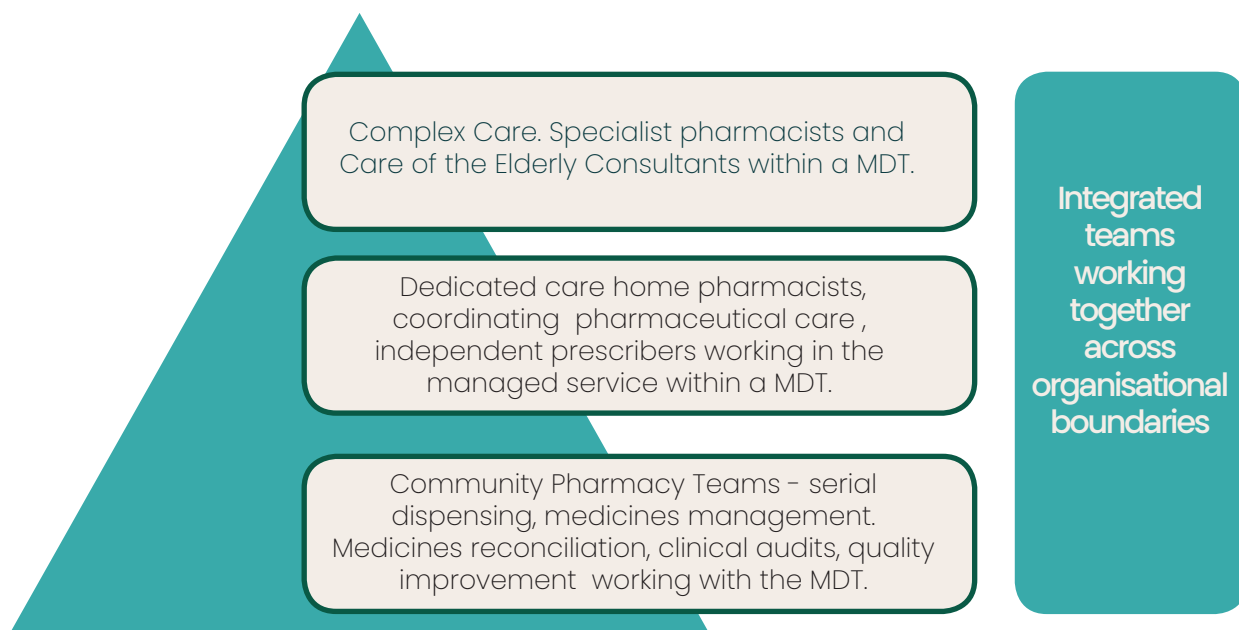 Complex Care. Specialist pharmacists and
Care of the Elderly Consultants within a MDT.
Dedicated care home pharmacists,
coordinating  pharmaceutical care ,
independent prescribers working in the
managed service within a MDT.
Community Pharmacy Teams - serial
dispensing, medicines management.
Medicines reconciliation, clinical audits, quality
improvement  working with the MDT.
Integrated
teams
working
together
across
organisational
boundaries